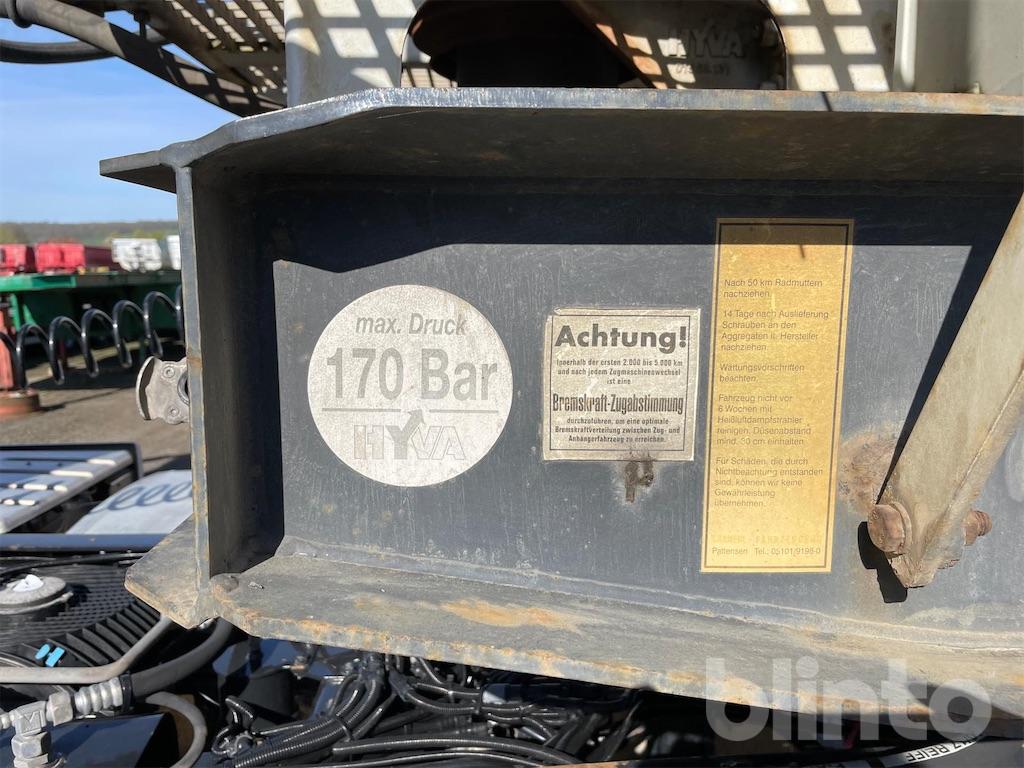 HYVA
max. Druck
170 Bar
HYVA
Achtung!
Innerhalb der ersten 2.000 bis 5.000 km
und nach jedem Zugmaschinenwechsel
ist eine
Bremskraft-Zugabstimmung
durchzuführen, um eine optimale
Bremskraftverteilung zwischen Zug- und
Anhängerfahrzeug zu erreichen.
Nach 50 km Radmuttern
nachziehen.
14 Tage nach Auslieferung
Schrauben an den
Aggregaten lt. Hersteller
nachziehen.
Wartungsvorschriften
beachten.
Fahrzeug nicht vor
6 Wochen mit
Heißluftdampfstrahler
reinigen. Düsenabstand
mind. 30 cm einhalten.
Für Schäden, die durch
Nichtbeachtung entstanden
sind, können wir keine
Gewährleistung
übernehmen.
Pattensen Tel.: 05101/9198-0
blinto